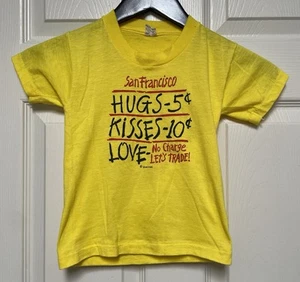 San Francisco
HUGS-5¢
KISSES-10¢
LOVE- No Charge
LET'S TRADE!